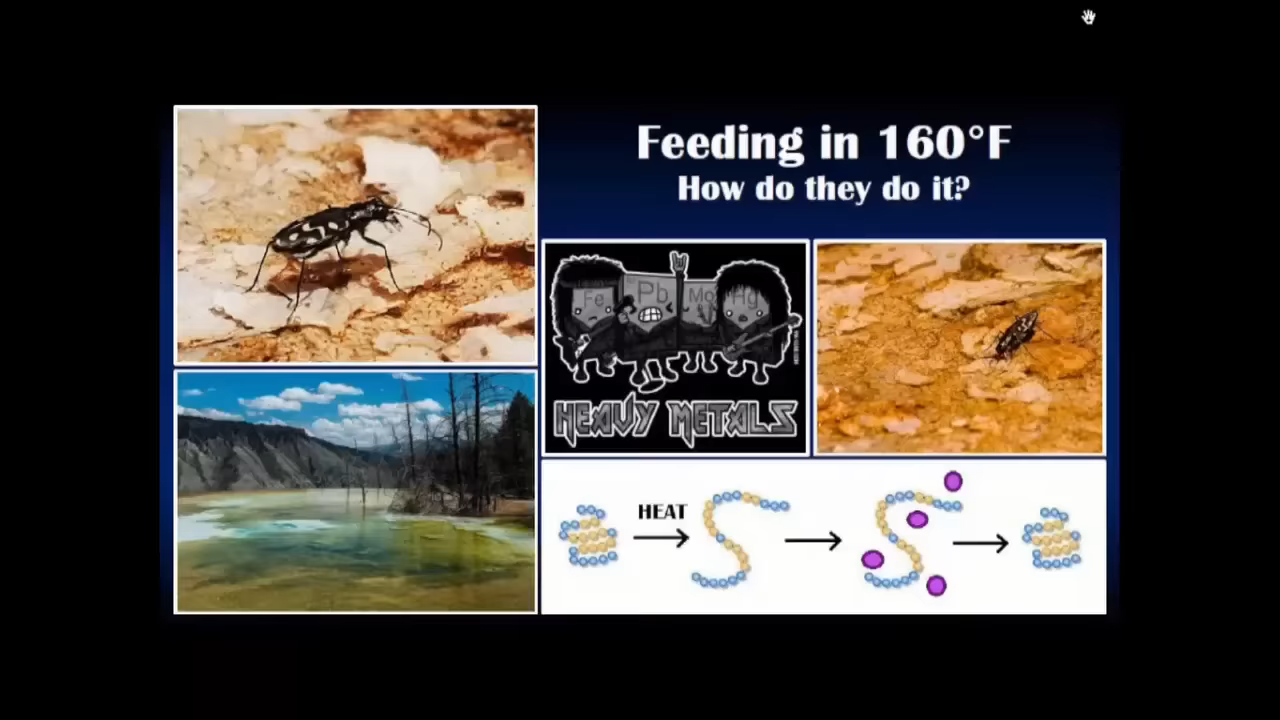 Feeding in 160°F
How do they do it?
Fe
Pb
Mo
Hg
HEAVY METALS
HEAT